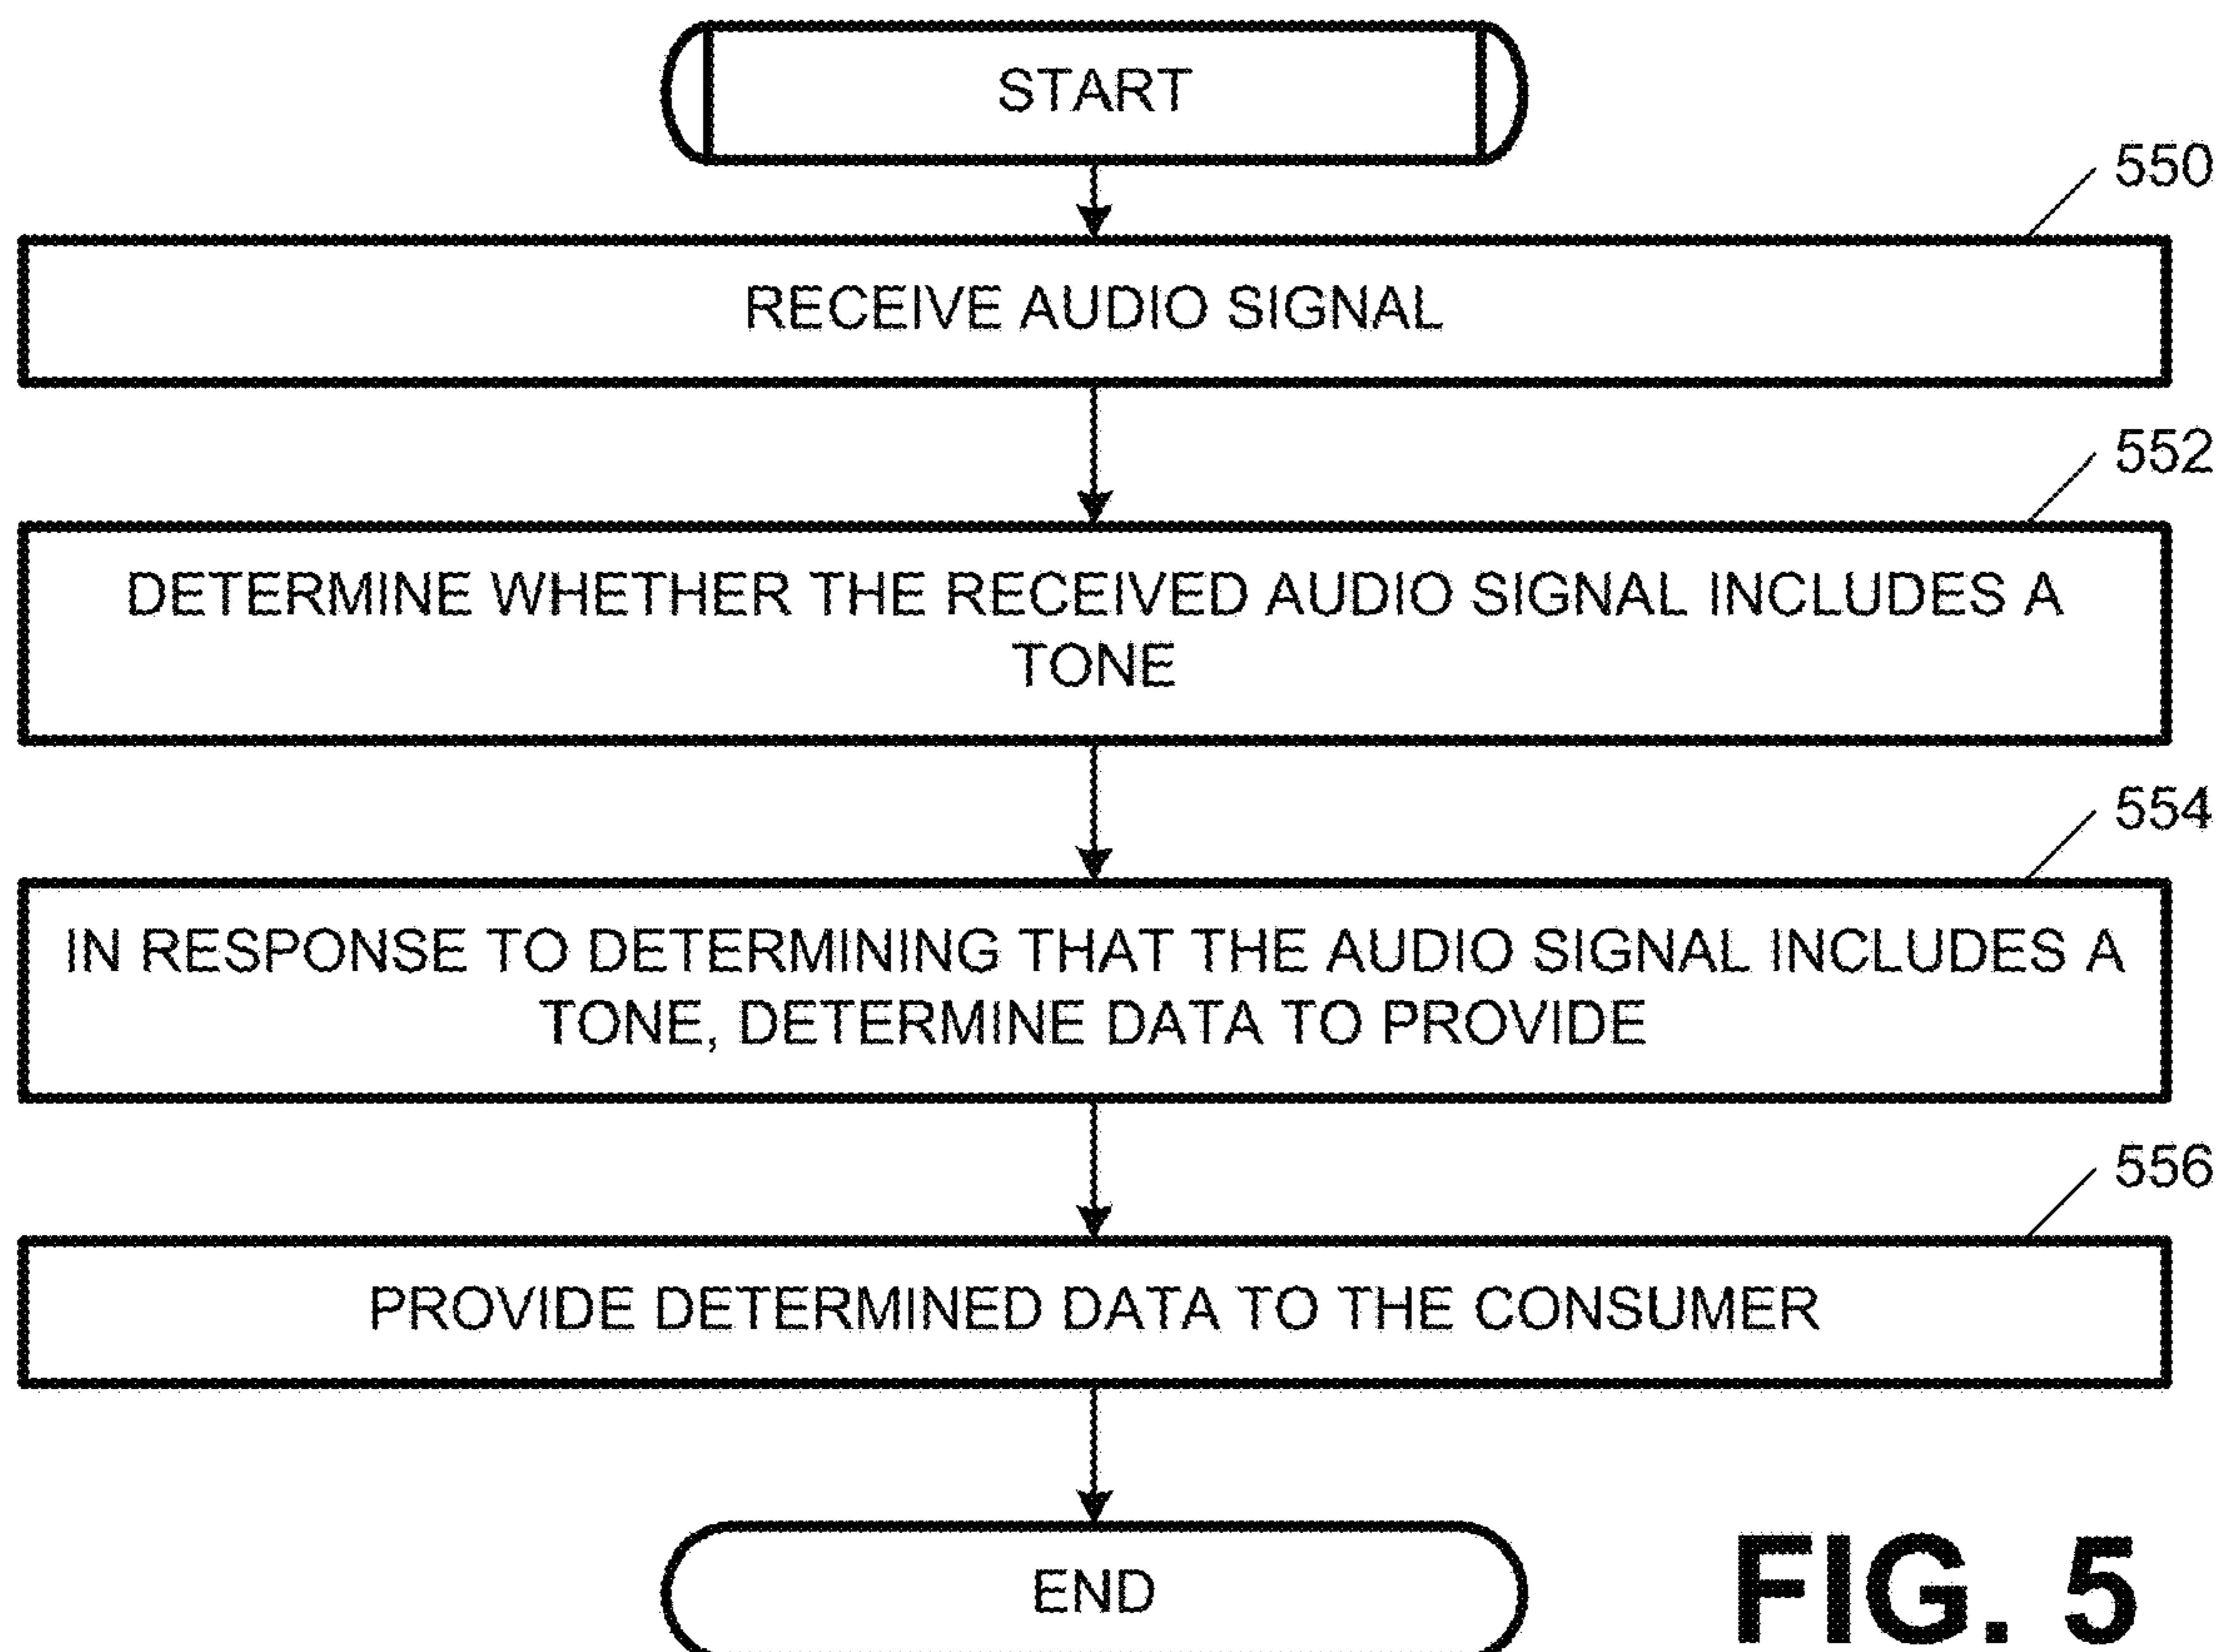 START
550
RECEIVE AUDIO SIGNAL
552
DETERMINE WHETHER THE RECEIVED AUDIO SIGNAL INCLUDES A
TONE
554
IN RESPONSE TO DETERMINING THAT THE AUDIO SIGNAL INCLUDES A
TONE, DETERMINE DATA TO PROVIDE
556
PROVIDE DETERMINED DATA TO THE CONSUMER
END
FIG. 5